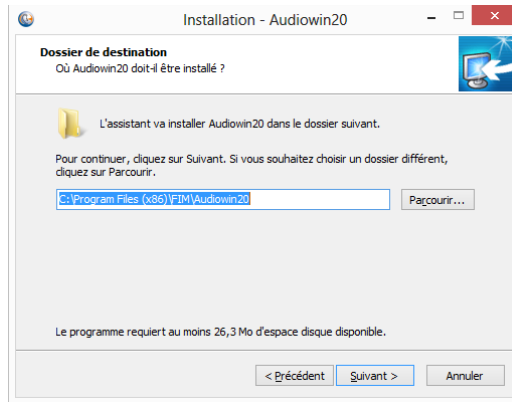 Installation - Audiowin20
Dossier de destination
Où Audiowin20 doit-il être installé ?
L'assistant va installer Audiowin20 dans le dossier suivant.
Pour continuer, cliquez sur Suivant. Si vous souhaitez choisir un dossier différent,
cliquez sur Parcourir.
C:\Program Files (x86)\FIM\Audiowin20
Parcourir...
Le programme requiert au moins 26,3 Mo d'espace disque disponible.
< Précédent
Suivant >
Annuler